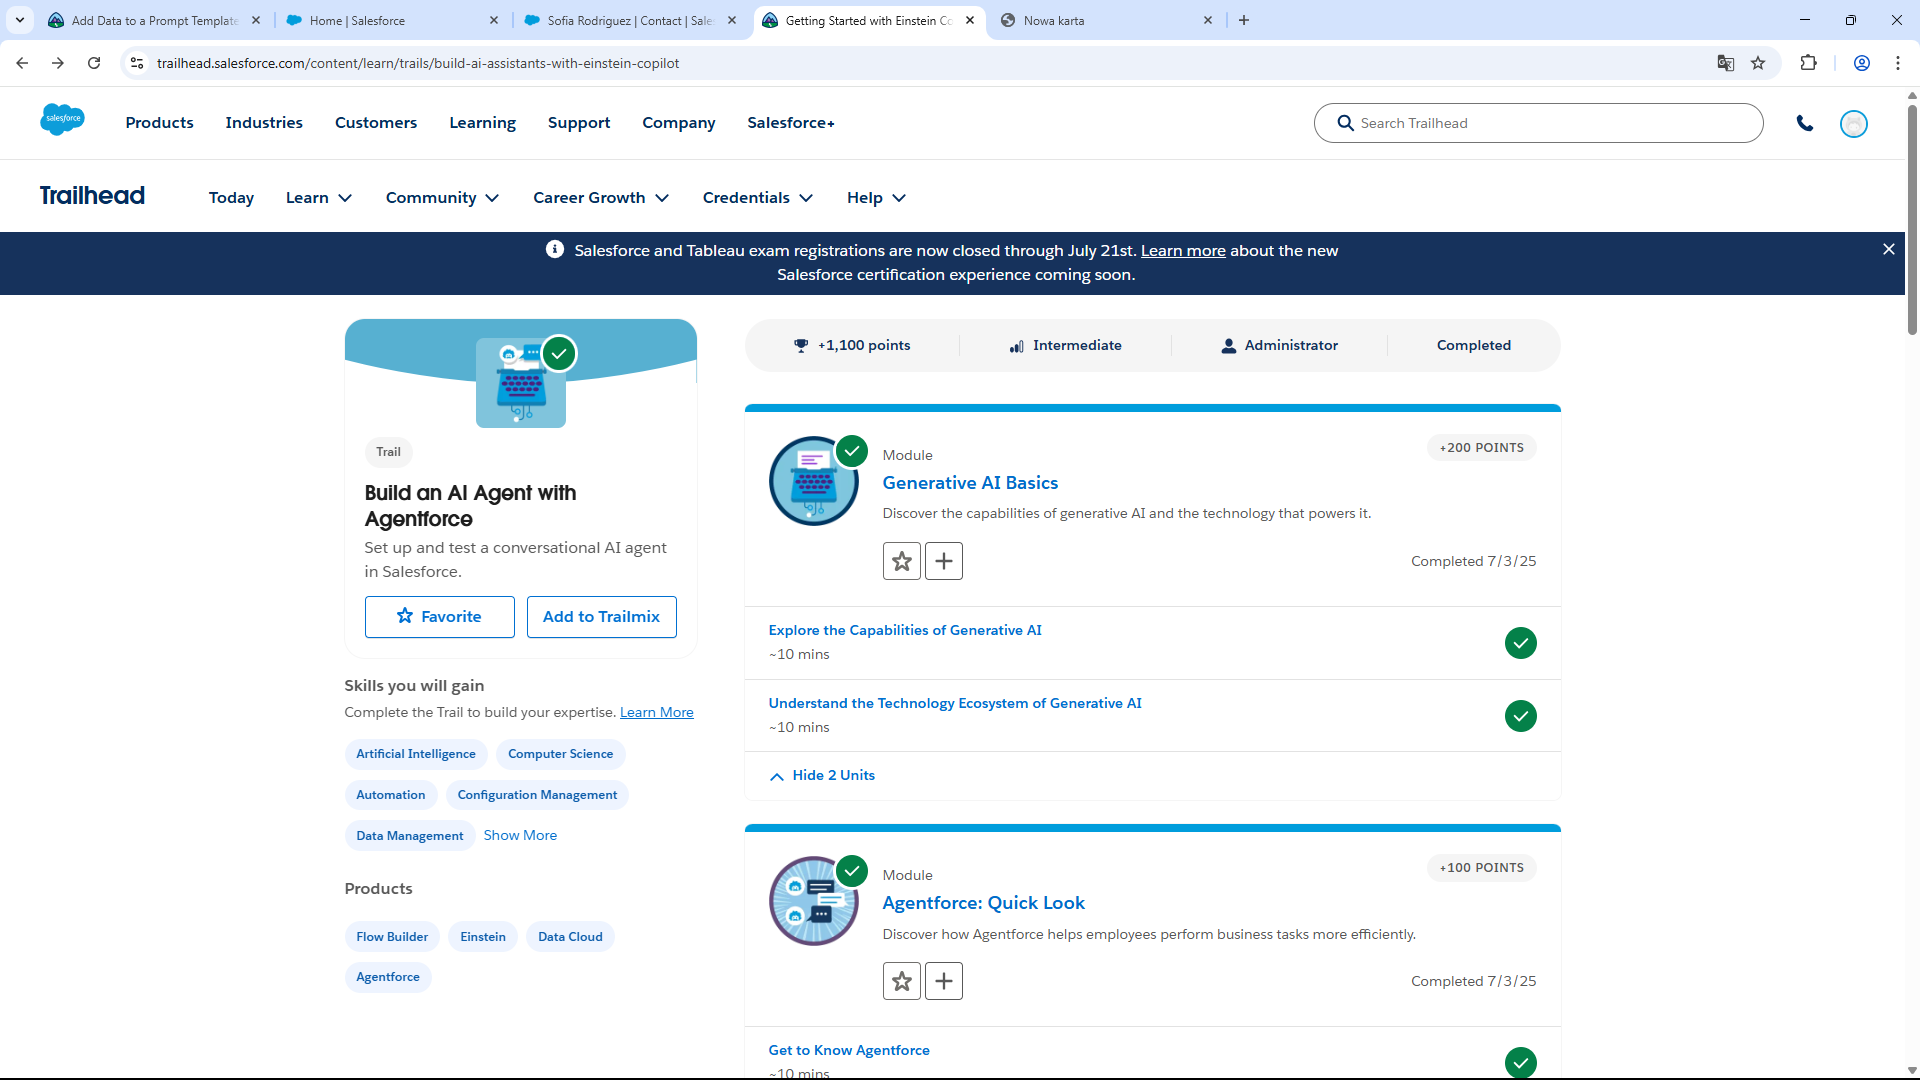 Add Data to a Prompt Template
Home | Salesforce
Sofia Rodriguez | Contact | Sale
Getting Started with Einstein Co
Nowa karta
trailhead.salesforce.com/content/learn/trails/build-ai-assistants-with-einstein-copilot
salesforce
Products
Industries
Customers
Learning
Support
Company
Salesforce+
Search Trailhead
Trailhead
Today
Learn
Community
Career Growth
Credentials
Help
Salesforce and Tableau exam registrations are now closed through July 21st. Learn more about the new
Salesforce certification experience coming soon.
Trail
Build an AI Agent with
Agentforce
Set up and test a conversational AI agent
in Salesforce.
Favorite
Add to Trailmix
Skills you will gain
Complete the Trail to build your expertise. Learn More
Artificial Intelligence
Computer Science
Automation
Configuration Management
Data Management
Show More
Products
Flow Builder
Einstein
Data Cloud
Agentforce
+1,100 points
Intermediate
Administrator
Completed
Module
+200 POINTS
Generative AI Basics
Discover the capabilities of generative AI and the technology that powers it.
Completed 7/3/25
Explore the Capabilities of Generative AI
~10 mins
Understand the Technology Ecosystem of Generative AI
~10 mins
Hide 2 Units
Module
+100 POINTS
Agentforce: Quick Look
Discover how Agentforce helps employees perform business tasks more efficiently.
Completed 7/3/25
Get to Know Agentforce
~10 mins